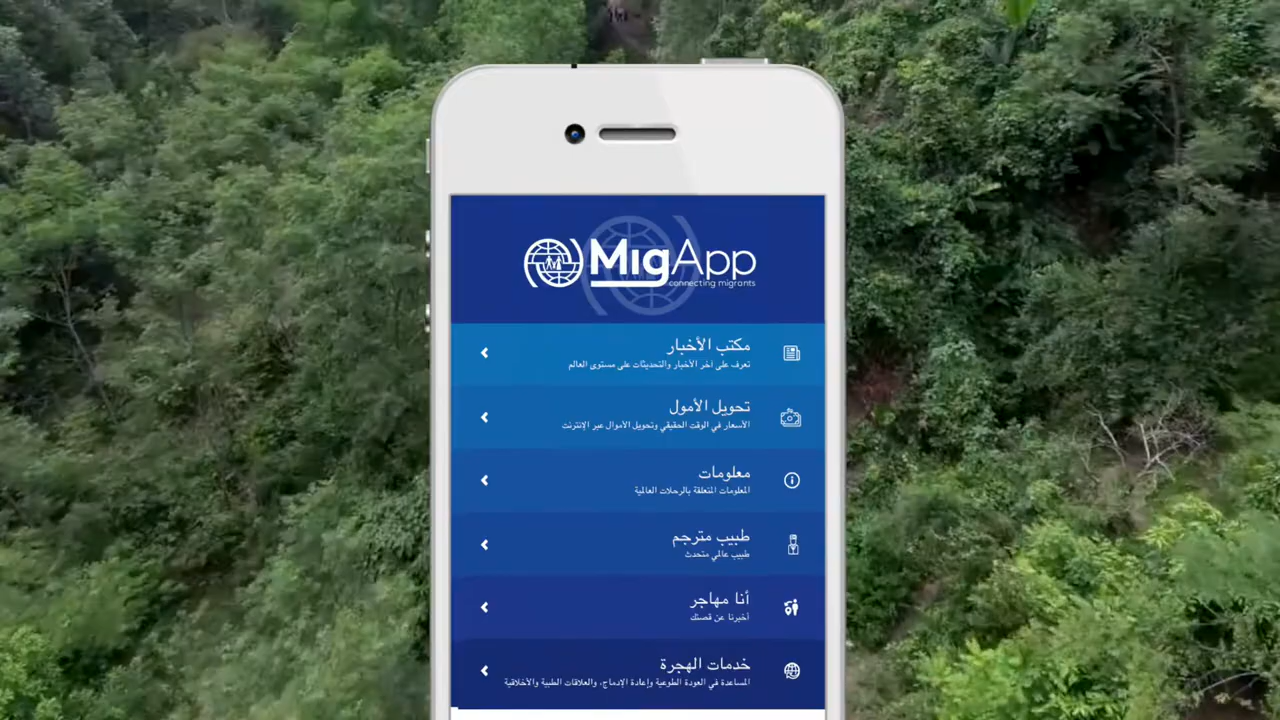 MigApp
connecting migrants
مكتب الأخبار
تعرف على آخر الأخبار والتحديثات على مستوى العالم
تحويل الأمول
الأسعار في الوقت الحقيقي وتحويل الأموال عبر الإنترنت
معلومات
المعلومات المتعلقة بالرحلات العالمية
طبيب مترجم
طبيب عالمي متحدث
أنا مهاجر
أخبرنا عن قصتك
خدمات الهجرة
المساعدة في العودة الطوعية وإعادة الإدماج، والعلاقات الطبية والأخلاقية